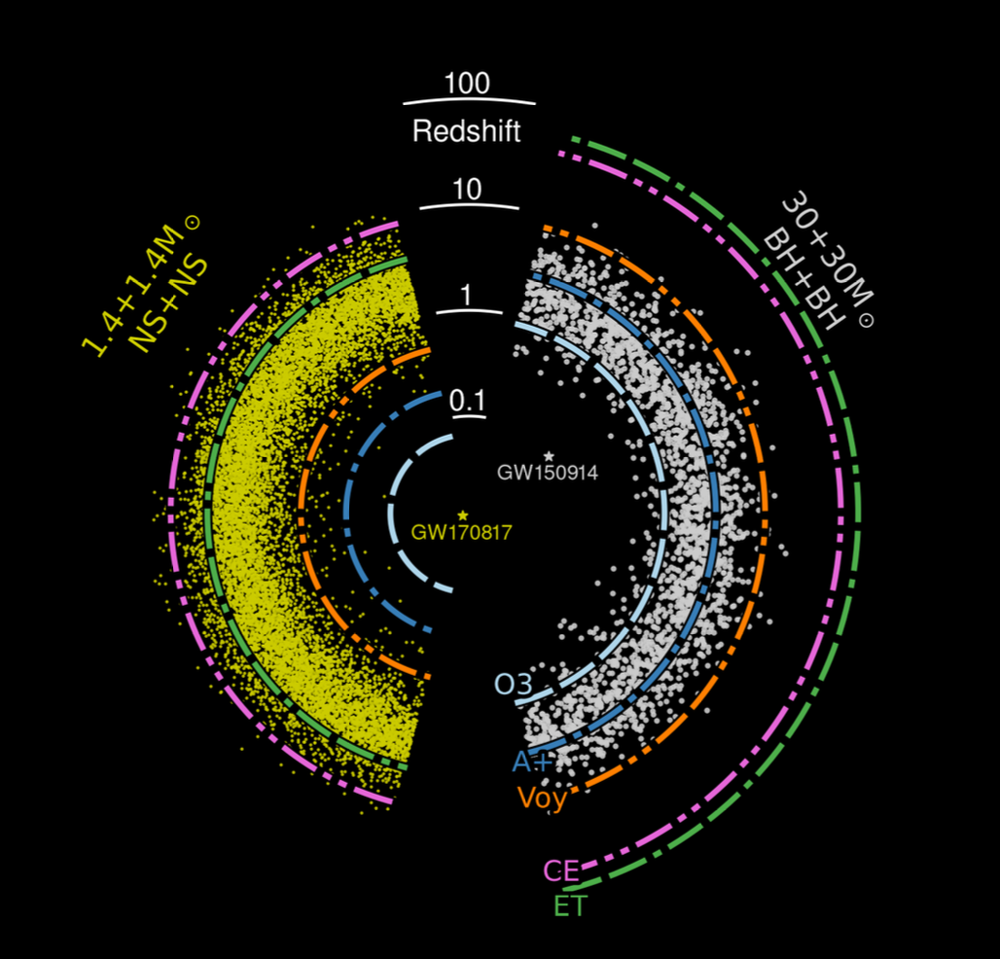 100
Redshift
10
1
0.1
1.4+1.4M☉
NS+NS
30+30M☉
BH+BH
GW150914
GW170817
O3
A+
Voy
CE
ET